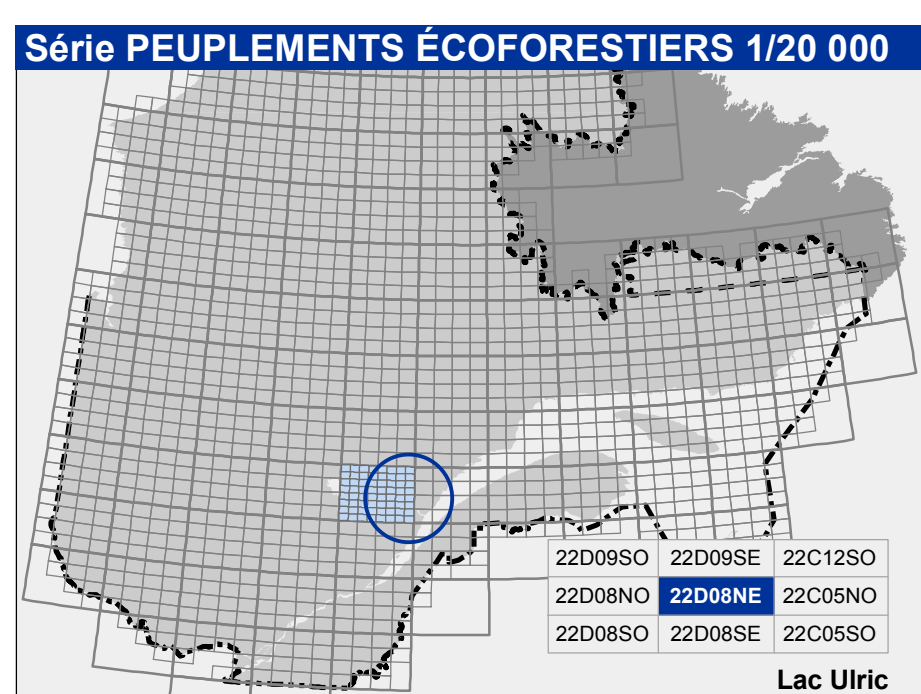 Série PEUPLEMENTS ÉCOFORESTIERS 1/20 000
22D09SO 22D09SE 22C12SO
22D08NO 22D08NE 22C05NO
22D08SO 22D08SE 22C05SO
Lac Ulric